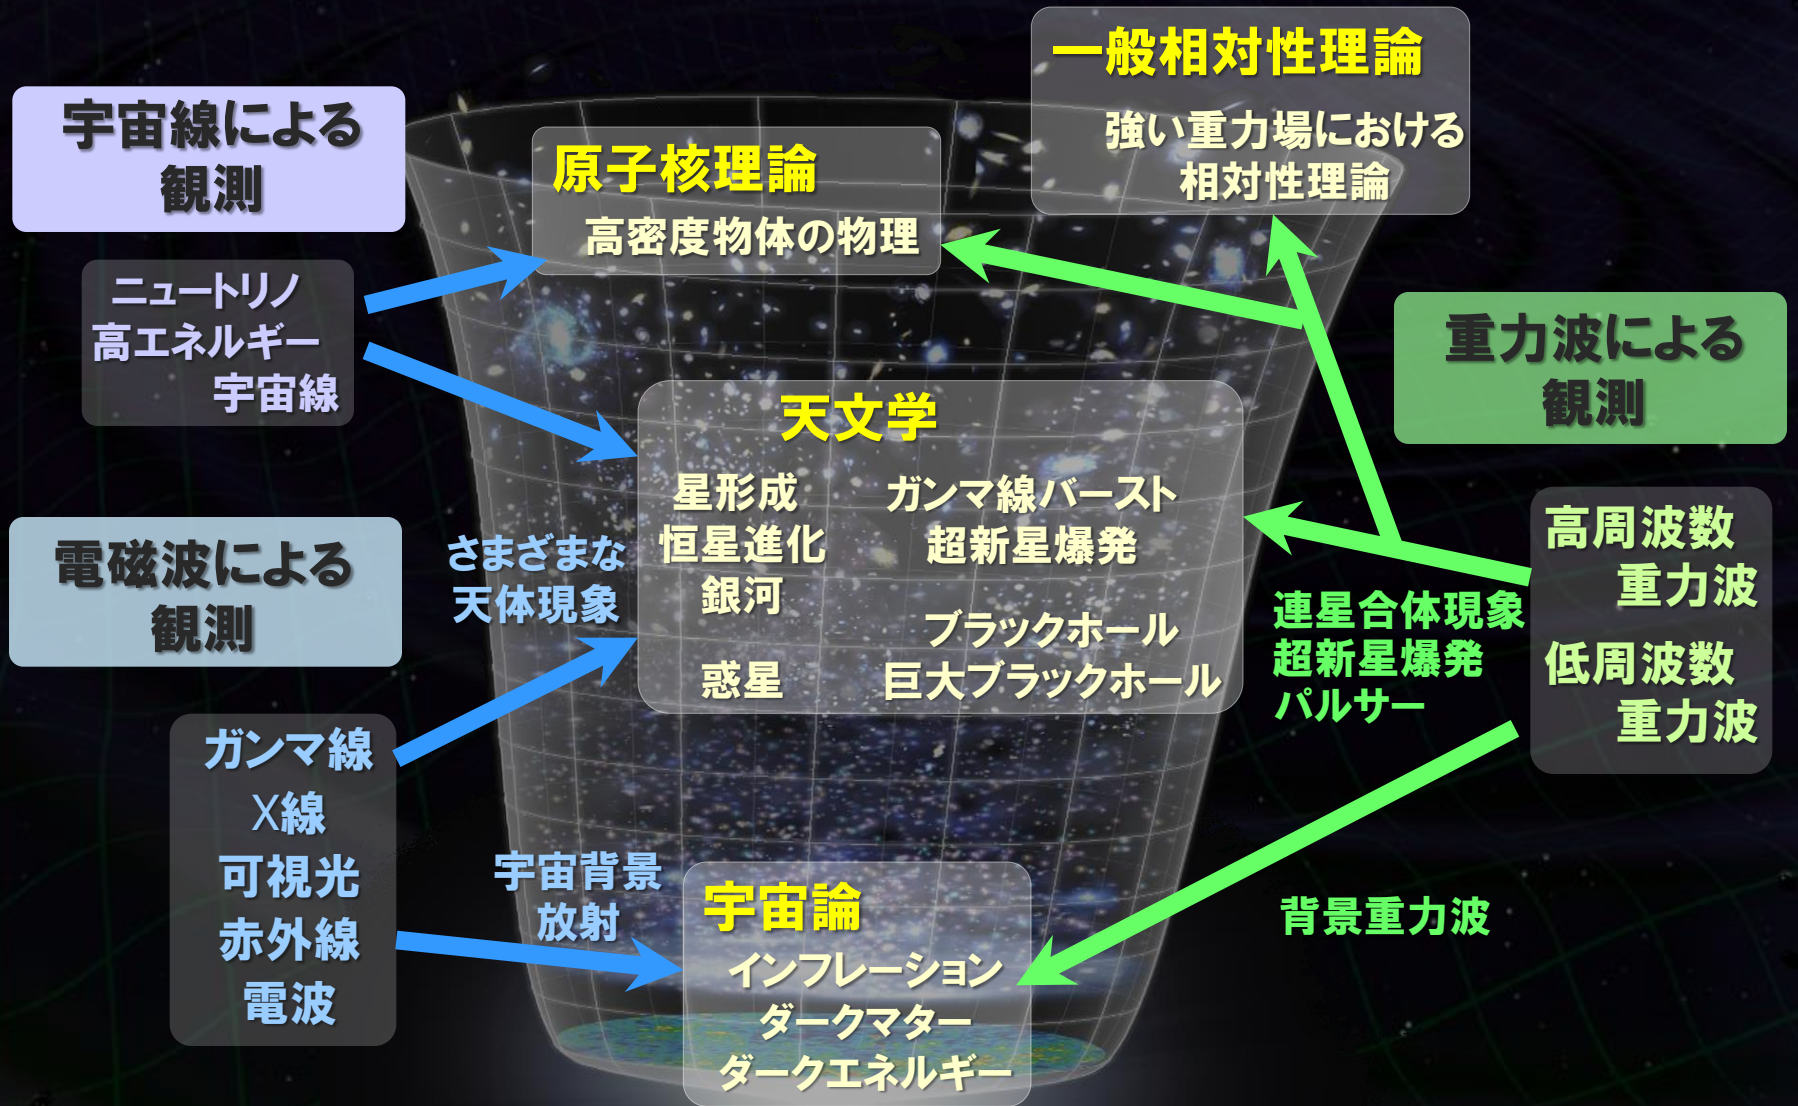 一般相対性理論
強い重力場における
相対性理論
宇宙線による
観測
原子核理論
高密度物体の物理
ニュートリノ
高エネルギー
宇宙線
重力波による
観測
天文学
星形成
恒星進化
銀河
惑星
ガンマ線バースト
超新星爆発
ブラックホール
巨大ブラックホール
電磁波による
観測
さまざまな
天体現象
高周波数
重力波
低周波数
重力波
連星合体現象
超新星爆発
パルサー
ガンマ線
X線
可視光
赤外線
電波
宇宙背景
放射
宇宙論
インフレーション
ダークマター
ダークエネルギー
背景重力波